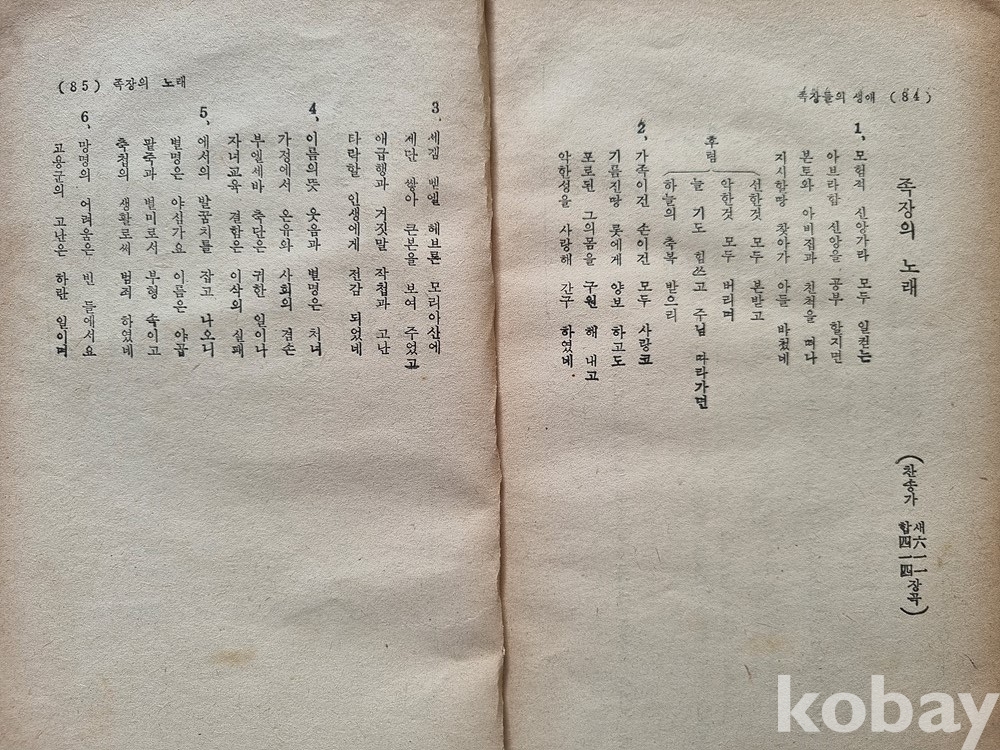 족장들의 생애 (84)
족장의 노래
(찬송가 새六一一 합四一四 장곡)
1, 모험적 신앙가라 모두 일컫는
아브라함 신앙을 공부 할지면
본토와 아비집과 친척을 떠나
지시할땅 찾아가 아들 바쳤네
후렴
선한것 모두 본받고
악한것 모두 버리며
늘 기도 힘쓰고 주님 따라가면
하늘의 축복 받으리
2, 가족이건 손이건 모두 사랑코
기름진땅 롯에게 양보 하고도
포로된 그의몸을 구원 해 내고
악한성을 사랑해 간구 하였네.
(85) 족장의 노래
3, 세겜 벧엘 헤브론 모리아산에
제단 쌓아 큰본을 보여 주었고
애급행과 거짓말 작첩과 고난
타락할 인생에게 전감 되었네
4, 이름의뜻 웃음과 별명은 처녀
가정에서 온유와 사회의 겸손
부엘세바 축단은 귀한 일이나
자녀교육 결함은 이삭의 실패
5, 에서의 발꿈치를 잡고 나오니
별명은 야심가요 이름은 야곱
팥죽과 별미로서 부형 속이고
축첩의 생활로써 범례 하였네
6, 망명의 어려움은 빈 들에서요
고용군의 고난은 하란 일이며
kobay